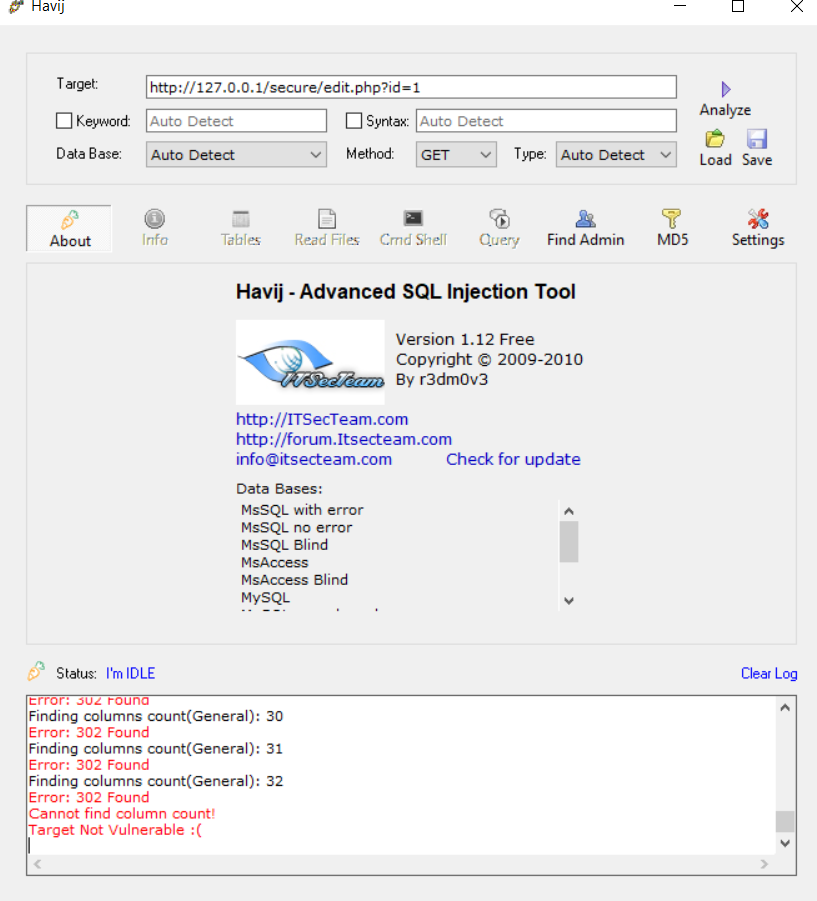 Havij
Target: http://127.0.0.1/secure/edit.php?id=1
Analyze
Keyword: Auto Detect Syntax: Auto Detect
Data Base: Auto Detect Method: GET Type: Auto Detect
Load Save
About Info Tables Read Files Cmd Shell Query Find Admin MD5 Settings
Havij - Advanced SQL Injection Tool
ITSecTeam
Version 1.12 Free
Copyright © 2009-2010
By r3dm0v3
http://ITSecTeam.com
http://forum.Itsecteam.com
info@itsecteam.com Check for update
Data Bases:
MsSQL with error
MsSQL no error
MsSQL Blind
MsAccess
MsAccess Blind
MySQL
Status: I'm IDLE Clear Log
Error: 302 Found
Finding columns count(General): 30
Error: 302 Found
Finding columns count(General): 31
Error: 302 Found
Finding columns count(General): 32
Error: 302 Found
Cannot find column count!
Target Not Vulnerable :(